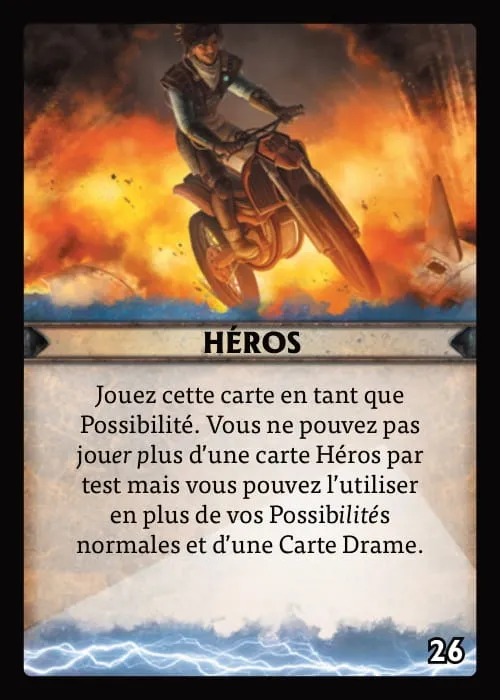 HÉROS
Jouez cette carte en tant que
Possibilité. Vous ne pouvez pas
jouer plus d'une carte Héros par
test mais vous pouvez l'utiliser
en plus de vos Possibilités
normales et d'une Carte Drame.
26